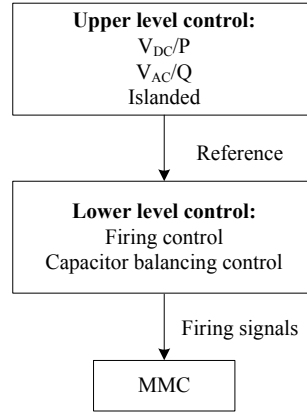 Upper level control:
V_DC/P
V_AC/Q
Islanded
Reference
Lower level control:
Firing control
Capacitor balancing control
Firing signals
MMC